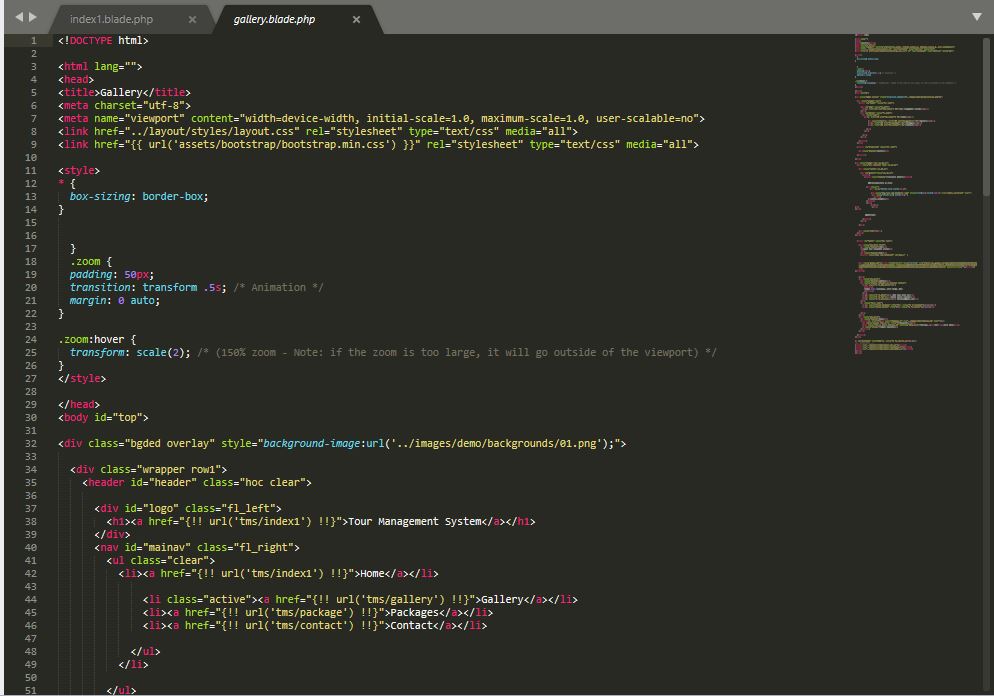 index1.blade.php × gallery.blade.php ×
1 <!DOCTYPE html>
2
3 <html lang="">
4 <head>
5 <title>Gallery</title>
6 <meta charset="utf-8">
7 <meta name="viewport" content="width=device-width, initial-scale=1.0, maximum-scale=1.0, user-scalable=no">
8 <link href="../layout/styles/layout.css" rel="stylesheet" type="text/css" media="all">
9 <link href="{{ url('assets/bootstrap/bootstrap.min.css') }}" rel="stylesheet" type="text/css" media="all">
10
11 <style>
12 * {
13   box-sizing: border-box;
14 }
15
16
17   }
18   .zoom {
19   padding: 50px;
20   transition: transform .5s; /* Animation */
21   margin: 0 auto;
22 }
23
24 .zoom:hover {
25   transform: scale(2); /* (150% zoom - Note: if the zoom is too large, it will go outside of the viewport) */
26 }
27 </style>
28
29 </head>
30 <body id="top">
31
32 <div class="bgded overlay" style="background-image:url('../images/demo/backgrounds/01.png');">
33
34   <div class="wrapper row1">
35     <header id="header" class="hoc clear">
36
37       <div id="logo" class="fl_left">
38         <h1><a href="{!! url('tms/index1') !!}">Tour Management System</a></h1>
39       </div>
40       <nav id="mainav" class="fl_right">
41         <ul class="clear">
42           <li><a href="{!! url('tms/index1') !!}">Home</a></li>
43
44               <li class="active"><a href="{!! url('tms/gallery') !!}">Gallery</a></li>
45               <li><a href="{!! url('tms/package') !!}">Packages</a></li>
46               <li><a href="{!! url('tms/contact') !!}">Contact</a></li>
47
48             </ul>
49           </li>
50
51         </ul>